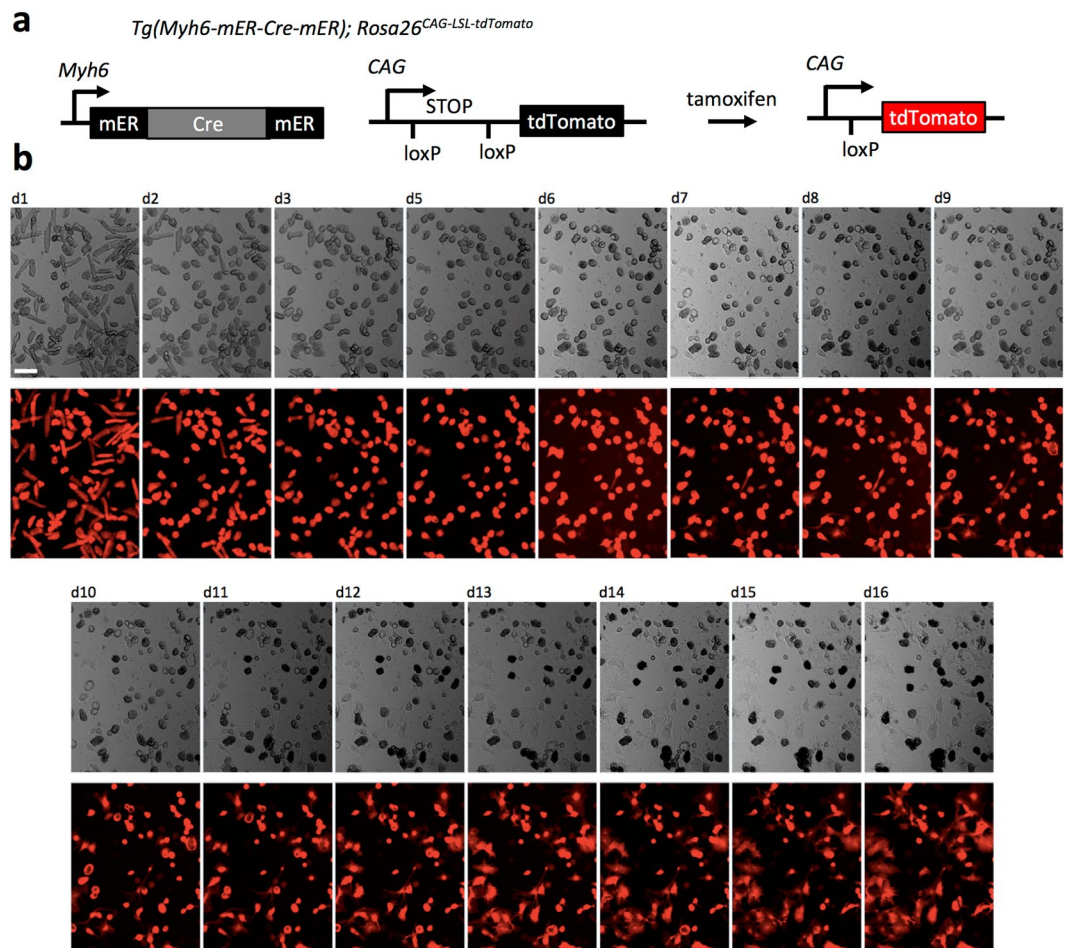 a
Tg(Myh6-mER-Cre-mER); Rosa26CAG-LSL-tdTomato
Myh6
mER Cre mER
CAG
STOP
tdTomato
loxP loxP
tamoxifen
CAG
tdTomato
loxP
b
d1 d2 d3 d5 d6 d7 d8 d9
d10 d11 d12 d13 d14 d15 d16